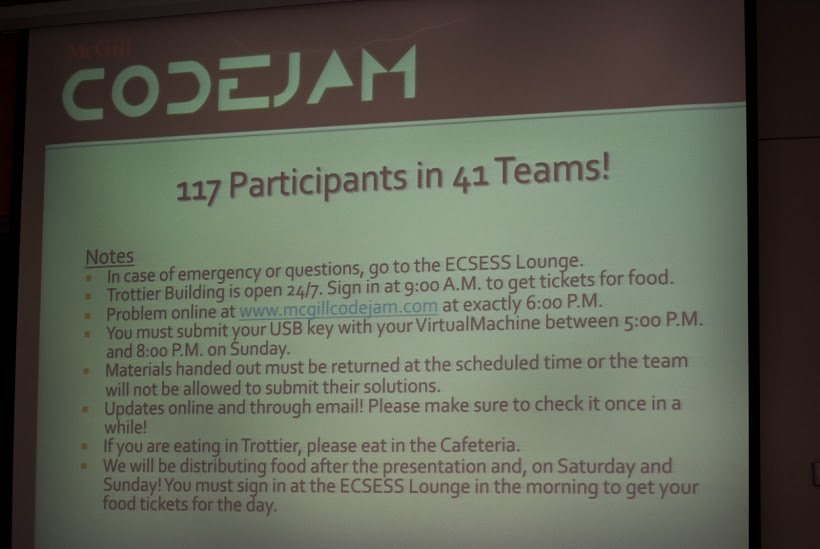 McGill
CODEJAM
117 Participants in 41 Teams!
Notes
In case of emergency or questions, go to the ECSESS Lounge.
Trottier Building is open 24/7. Sign in at 9:00 A.M. to get tickets for food.
Problem online at www.mcgillcodejam.com at exactly 6:00 P.M.
You must submit your USB key with your VirtualMachine between 5:00 P.M.
and 8:00 P.M. on Sunday.
Materials handed out must be returned at the scheduled time or the team
will not be allowed to submit their solutions.
Updates online and through email! Please make sure to check it once in a
while!
If you are eating in Trottier, please eat in the Cafeteria.
We will be distributing food after the presentation and, on Saturday and
Sunday! You must sign in at the ECSESS Lounge in the morning to get your
food tickets for the day.